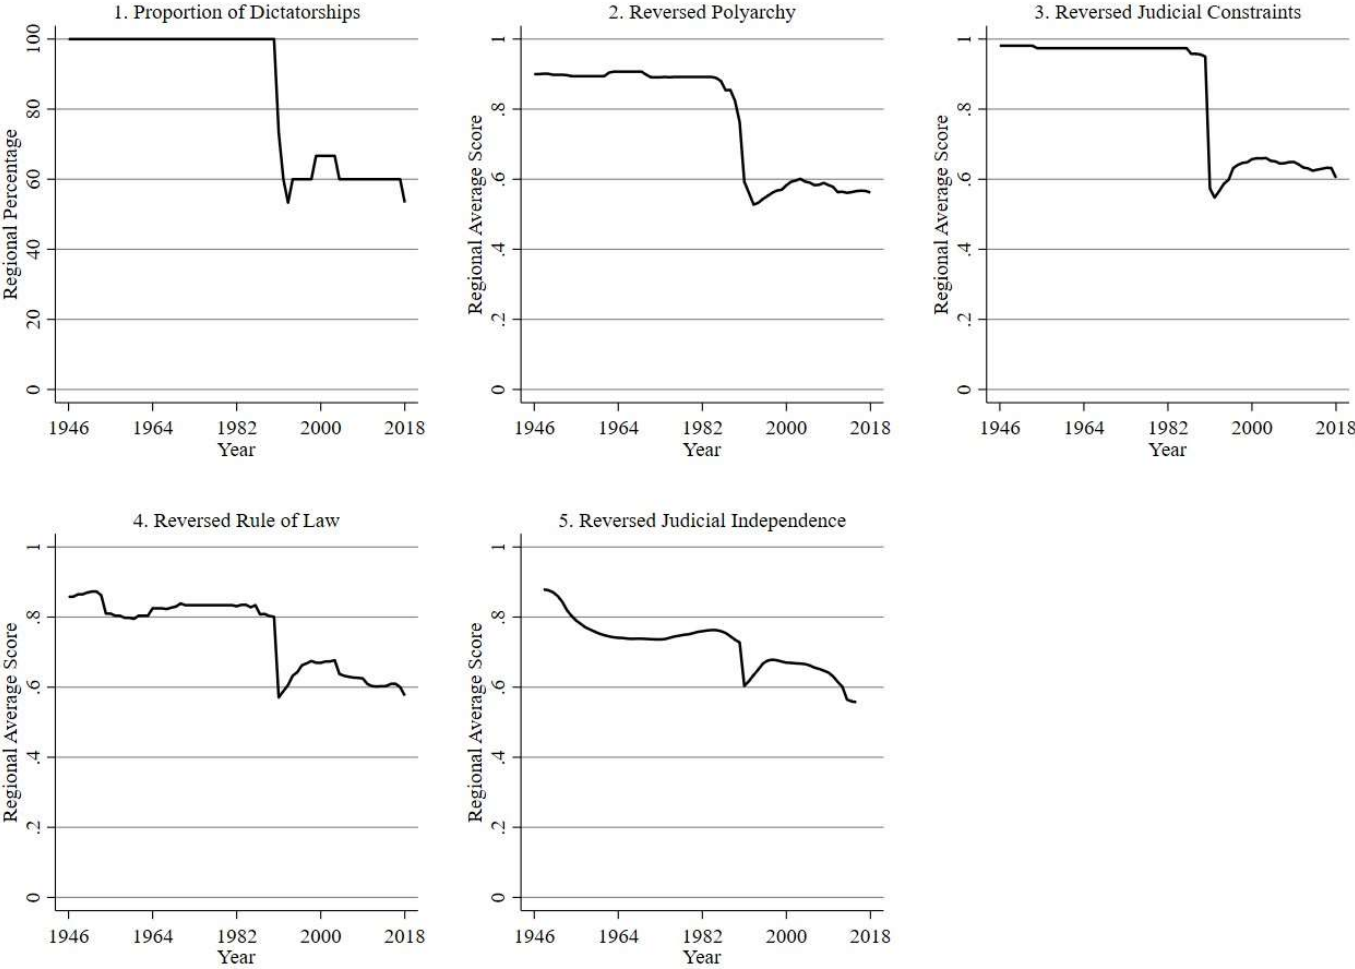 1. Proportion of Dictatorships
Regional Percentage
100
80
60
40
20
0
1946 1964 1982 2000 2018
Year
2. Reversed Polyarchy
Regional Average Score
1
.8
.6
.4
.2
0
1946 1964 1982 2000 2018
Year
3. Reversed Judicial Constraints
Regional Average Score
1
.8
.6
.4
.2
0
1946 1964 1982 2000 2018
Year
4. Reversed Rule of Law
Regional Average Score
1
.8
.6
.4
.2
0
1946 1964 1982 2000 2018
Year
5. Reversed Judicial Independence
Regional Average Score
1
.8
.6
.4
.2
0
1946 1964 1982 2000 2018
Year